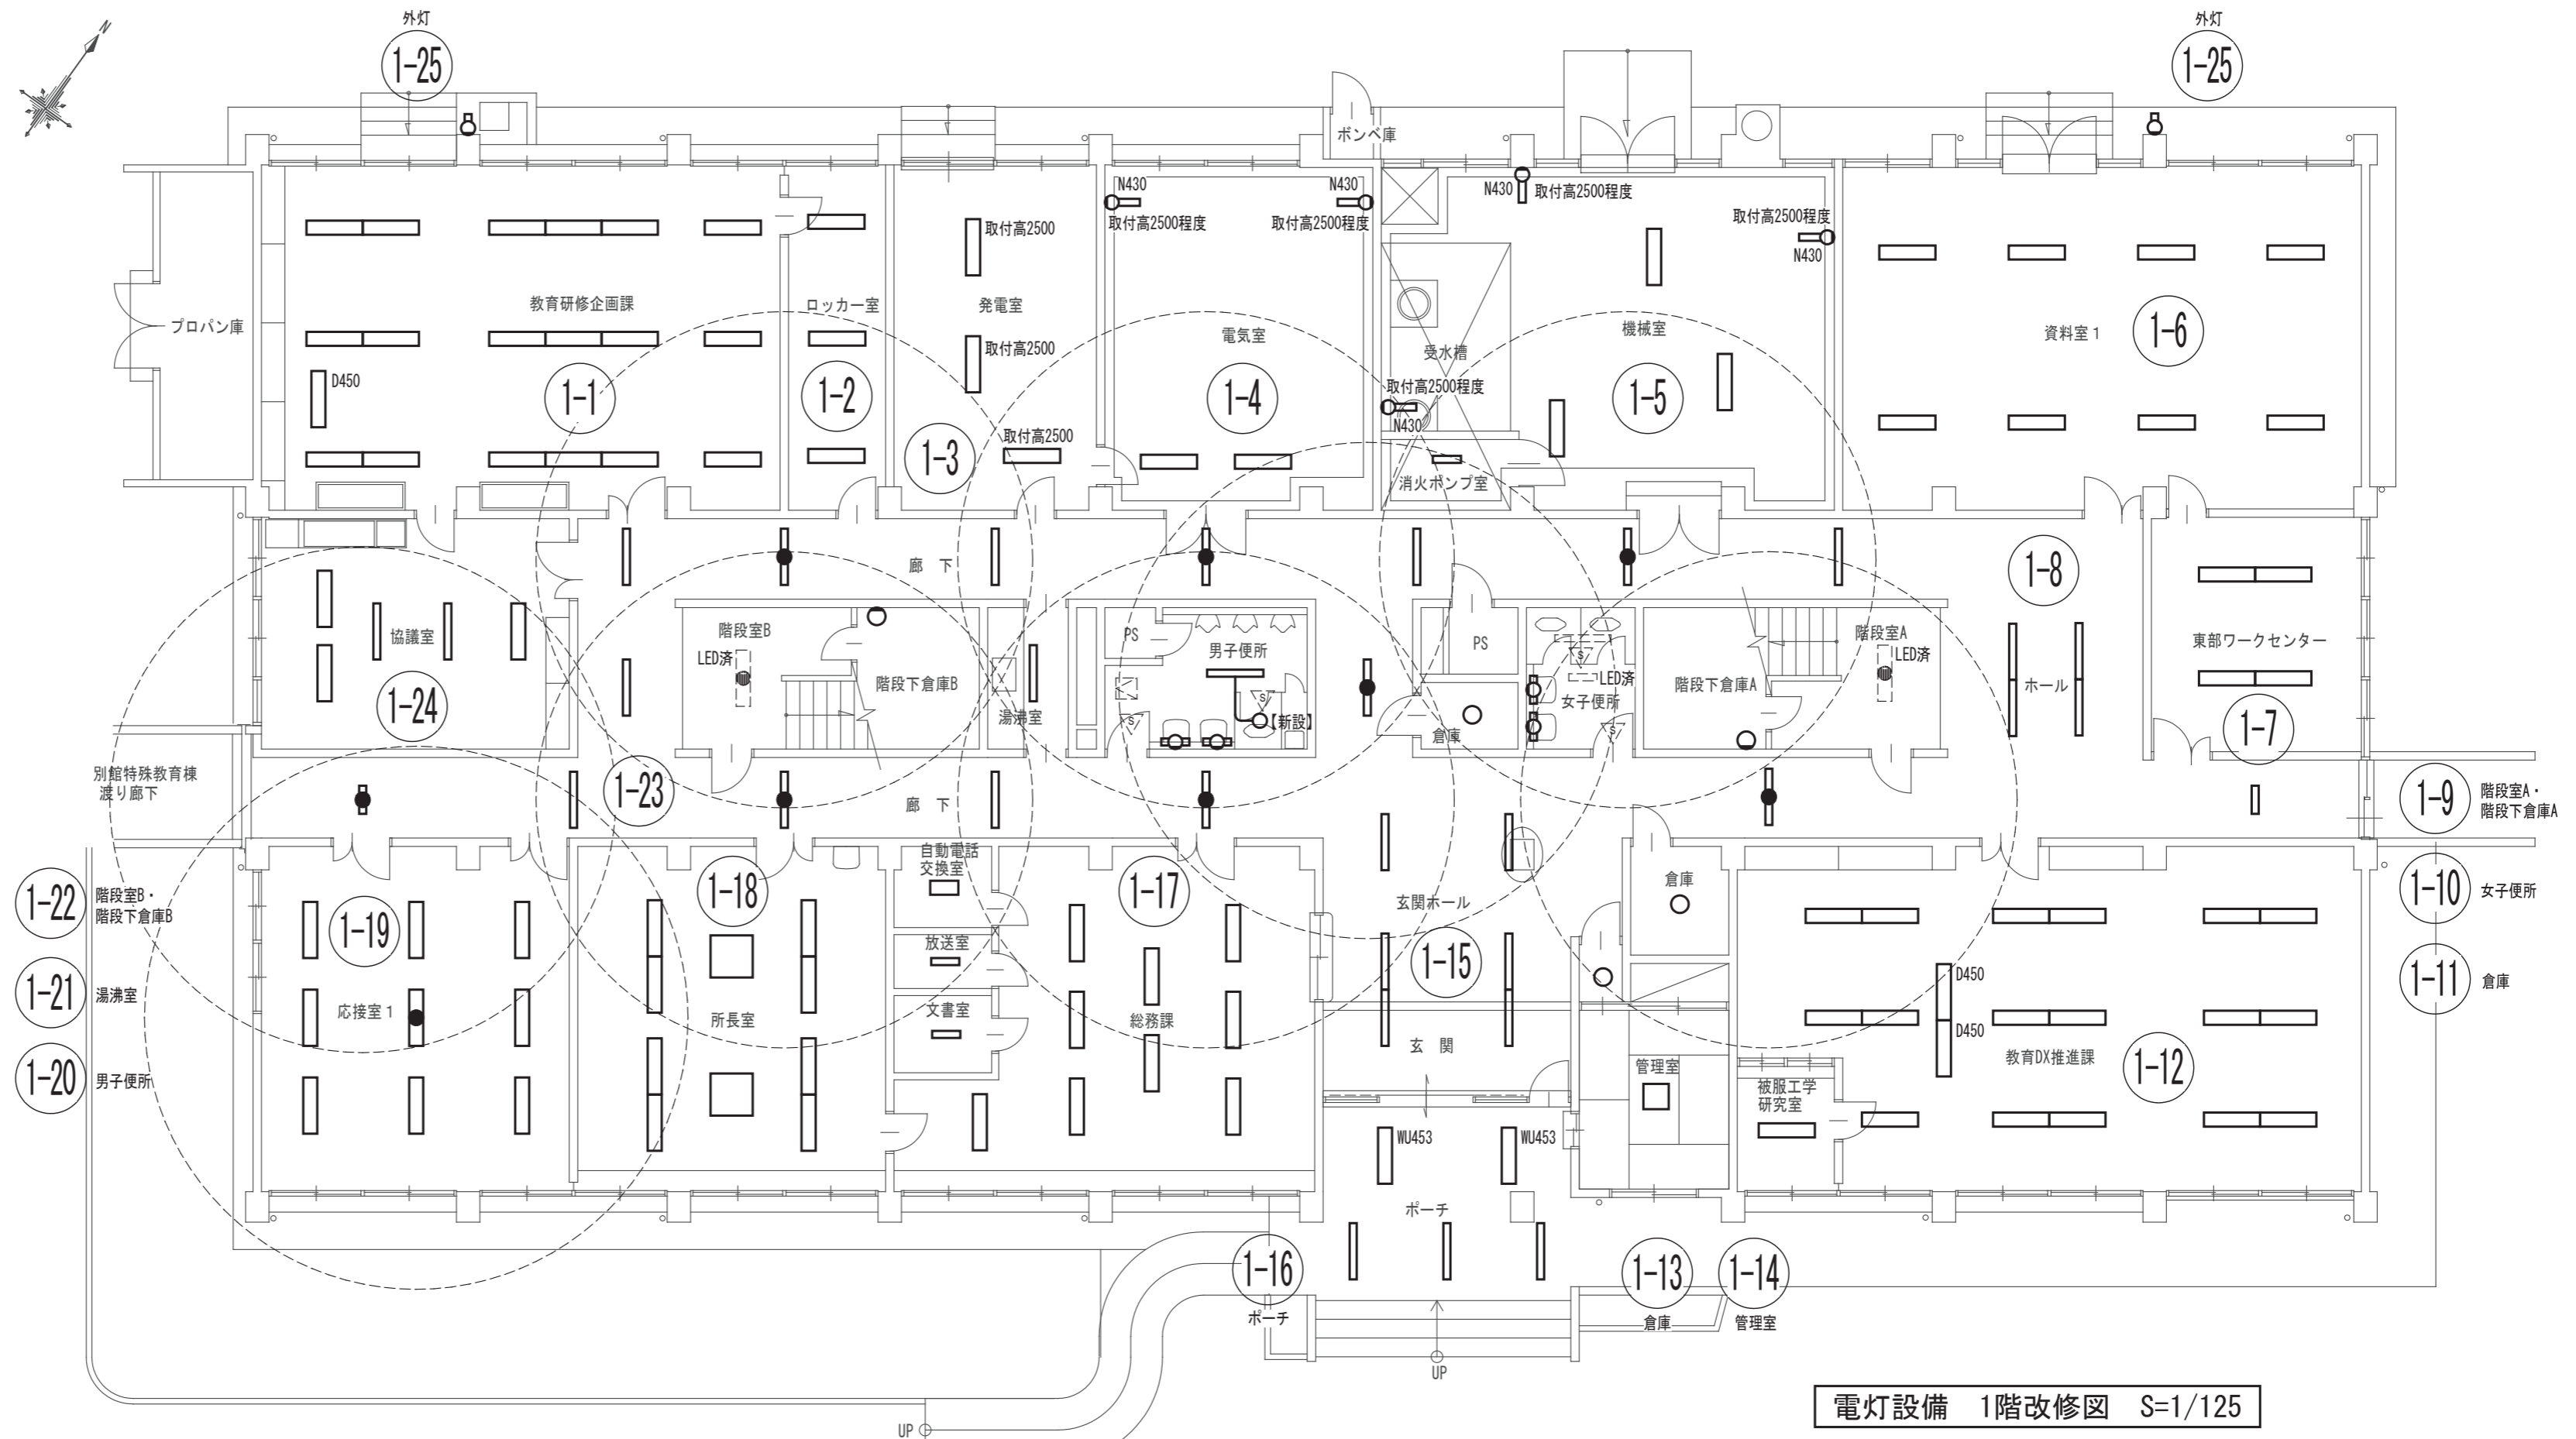 N
外灯
1-25
外灯
1-25
ボンベ庫
N430
取付高2500程度
N430
取付高2500程度
N430
取付高2500程度
取付高2500程度
N430
取付高2500
取付高2500
取付高2500
プロパン庫
教育研修企画課
ロッカー室
発電室
電気室
受水槽
機械室
資料室1
1-6
D450
1-1
1-2
1-3
1-4
取付高2500程度
N430
1-5
消火ポンプ室
廊 下
1-8
協議室
1-24
階段室B
LED済
階段下倉庫B
湯沸室
PS
男子便所
S
【新設】
S
PS
倉庫
S
LED済
女子便所
S
階段下倉庫A
階段室A
LED済
ホール
東部ワークセンター
1-7
別館特殊教育棟
渡り廊下
1-23
廊 下
1-9
階段室A・
階段下倉庫A
1-22
階段室B・
階段下倉庫B
1-21
湯沸室
1-20
男子便所
1-19
応接室1
1-18
所長室
自動電話
交換室
放送室
文書室
1-17
総務課
玄関ホール
1-15
玄 関
倉庫
管理室
D450
D450
教育DX推進課
1-12
被服工学
研究室
1-10
女子便所
1-11
倉庫
WU453
WU453
ポーチ
1-16
ポーチ
1-13
倉庫
1-14
管理室
UP
UP
電灯設備 1階改修図 S=1/125